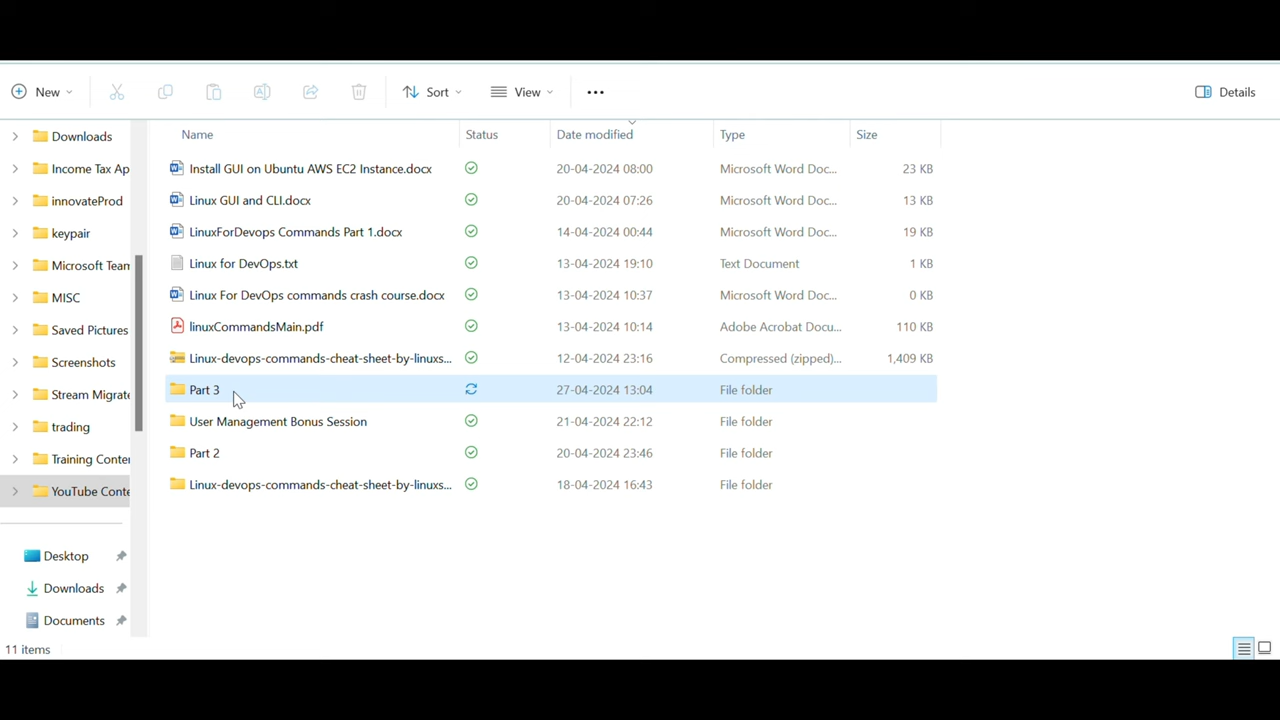 New Sort View ••• Details
Name Status Date modified Type Size
Downloads
Income Tax Ap
innovateProd
keypair
Microsoft Team
MISC
Saved Pictures
Screenshots
Stream Migrate
trading
Training Conte
YouTube Conte
Desktop
Downloads
Documents
Install GUI on Ubuntu AWS EC2 Instance.docx 20-04-2024 08:00 Microsoft Word Doc... 23 KB
Linux GUI and CLI.docx 20-04-2024 07:26 Microsoft Word Doc... 13 KB
LinuxForDevops Commands Part 1.docx 14-04-2024 00:44 Microsoft Word Doc... 19 KB
Linux for DevOps.txt 13-04-2024 19:10 Text Document 1 KB
Linux For DevOps commands crash course.docx 13-04-2024 10:37 Microsoft Word Doc... 0 KB
linuxCommandsMain.pdf 13-04-2024 10:14 Adobe Acrobat Docu... 110 KB
Linux-devops-commands-cheat-sheet-by-linuxs... 12-04-2024 23:16 Compressed (zipped)... 1,409 KB
Part 3 27-04-2024 13:04 File folder
User Management Bonus Session 21-04-2024 22:12 File folder
Part 2 20-04-2024 23:46 File folder
Linux-devops-commands-cheat-sheet-by-linuxs... 18-04-2024 16:43 File folder
11 items